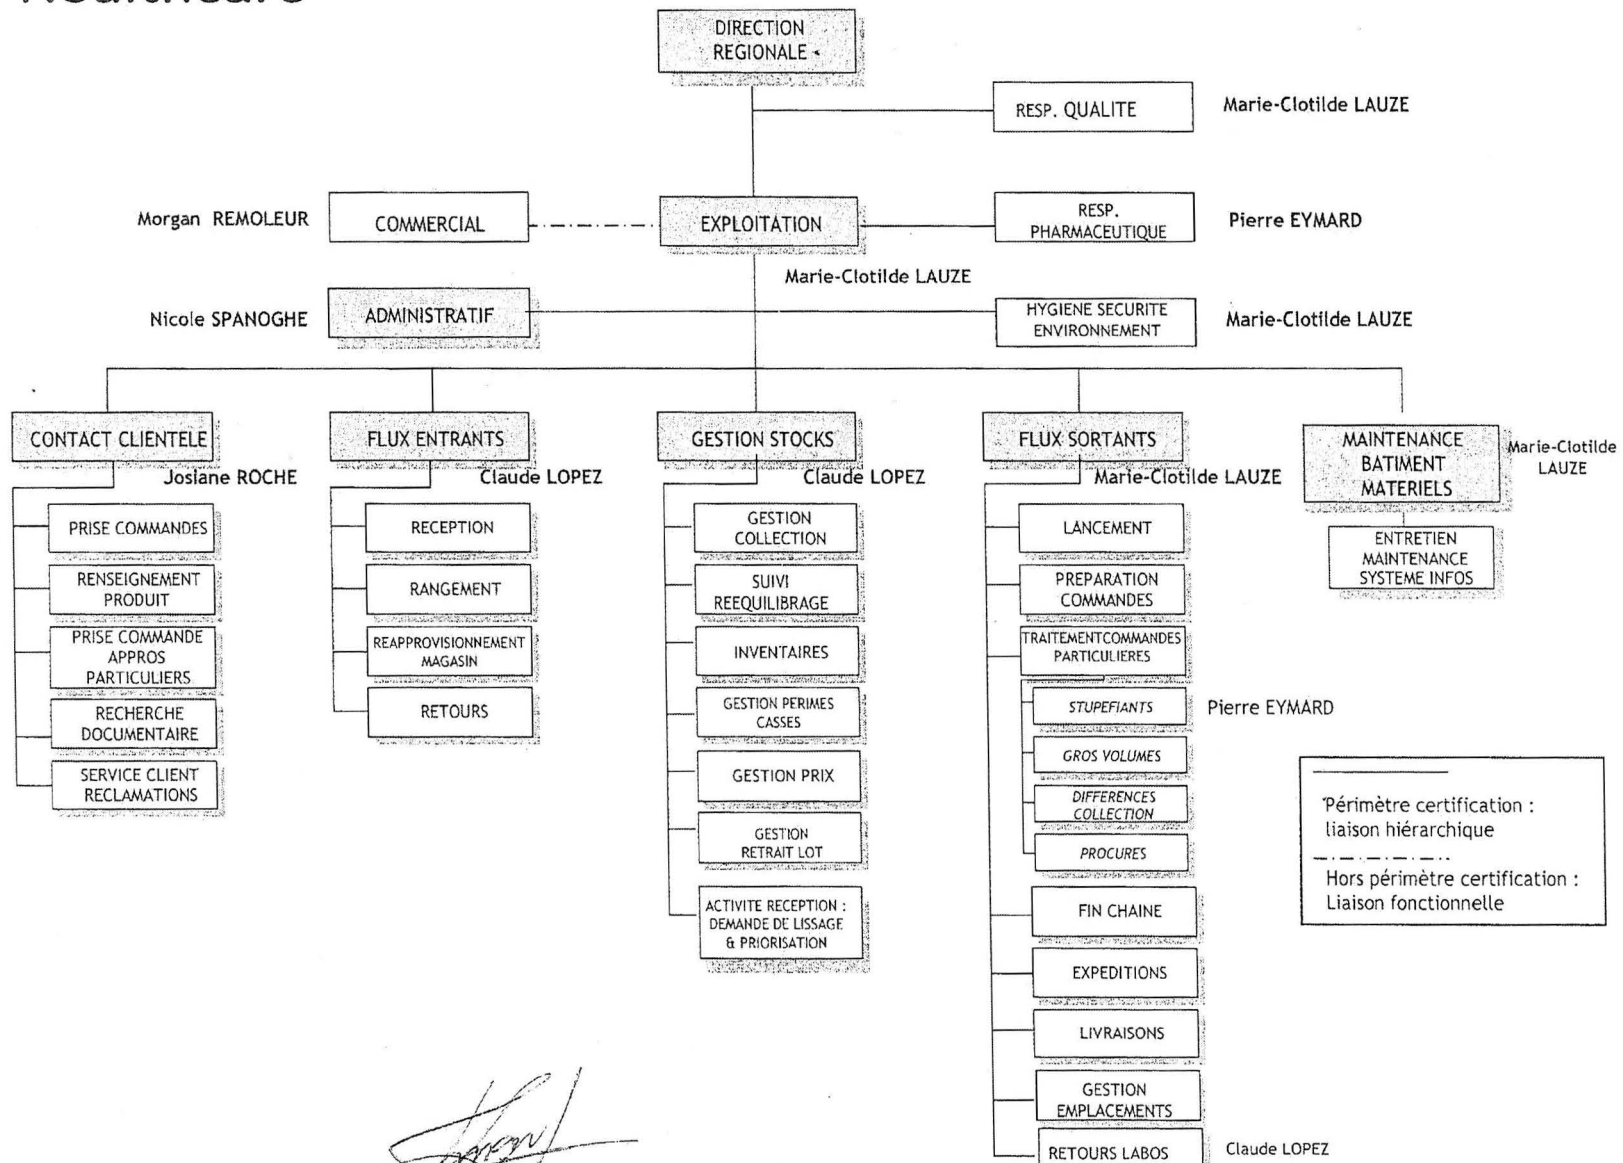 Healthcare
DIRECTION
REGIONALE
RESP. QUALITE
Marie-Clotilde LAUZE
Morgan REMOLEUR
COMMERCIAL
EXPLOITATION
RESP.
PHARMACEUTIQUE
Pierre EYMARD
Marie-Clotilde LAUZE
Nicole SPANOGHE
ADMINISTRATIF
HYGIENE SECURITE
ENVIRONNEMENT
Marie-Clotilde LAUZE
CONTACT CLIENTELE
Josiane ROCHE
PRISE COMMANDES
RENSEIGNEMENT
PRODUIT
PRISE COMMANDE
APPROS
PARTICULIERS
RECHERCHE
DOCUMENTAIRE
SERVICE CLIENT
RECLAMATIONS
FLUX ENTRANTS
Claude LOPEZ
RECEPTION
RANGEMENT
REAPPROVISIONNEMENT
MAGASIN
RETOURS
GESTION STOCKS
Claude LOPEZ
GESTION
COLLECTION
SUIVI
REEQUILIBRAGE
INVENTAIRES
GESTION PERIMES
CASSES
GESTION PRIX
GESTION
RETRAIT LOT
ACTIVITE RECEPTION :
DEMANDE DE LISSAGE
& PRIORISATION
FLUX SORTANTS
Marie-Clotilde LAUZE
LANCEMENT
PREPARATION
COMMANDES
TRAITEMENTCOMMANDES
PARTICULIERES
STUPEFIANTS
Pierre EYMARD
GROS VOLUMES
DIFFERENCES
COLLECTION
PROCURES
FIN CHAINE
EXPEDITIONS
LIVRAISONS
GESTION
EMPLACEMENTS
RETOURS LABOS
Claude LOPEZ
MAINTENANCE
BATIMENT
MATERIELS
Marie-Clotilde
LAUZE
ENTRETIEN
MAINTENANCE
SYSTEME INFOS
Périmètre certification :
liaison hiérarchique
Hors périmètre certification :
Liaison fonctionnelle